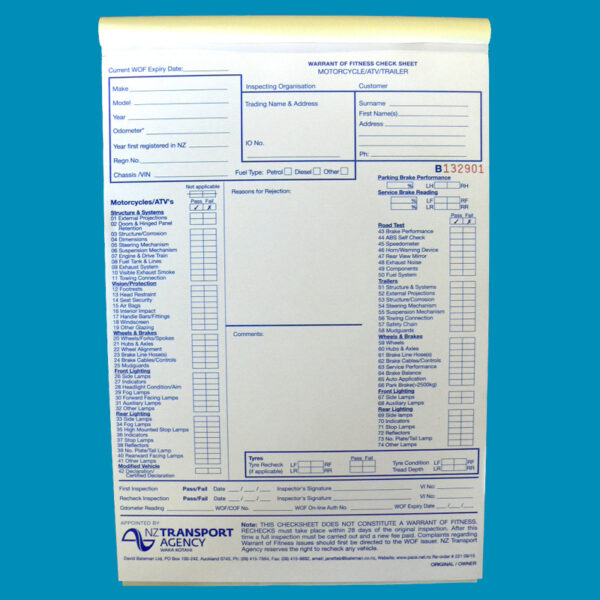 WARRANT OF FITNESS CHECK SHEET
MOTORCYCLE/ATV/TRAILER
Current WOF Expiry Date:
Make
Model
Year
Odometer*
Year first registered in NZ
Regn No.
Chassis /VIN
Inspecting Organisation
Trading Name & Address
IO No.
Customer
Surname
First Name(s)
Address
Ph:
B132901
Fuel Type: Petrol Diesel Other
Not applicable
Motorcycles/ATV's
Pass Fail
✓ ✗
Structure & Systems
01 External Projections
02 Doors & Hinged Panel
Retention
03 Structure/Corrosion
04 Dimensions
05 Steering Mechanism
06 Suspension Mechanism
07 Engine & Drive Train
08 Fuel Tank & Lines
09 Exhaust System
10 Visible Exhaust Smoke
11 Towing Connection
Vision/Protection
12 Footrests
13 Head Restraint
14 Seat Security
15 Air Bags
16 Interior Impact
17 Handle Bars/Fittings
18 Windscreen
19 Other Glazing
Wheels & Brakes
20 Wheels/Forks/Spokes
21 Hubs & Axles
22 Wheel Alignment
23 Brake Line Hose(s)
24 Brake Cables/Controls
25 Mudguards
Front Lighting
26 Side Lamps
27 Indicators
28 Headlight Condition/Aim
29 Fog Lamps
30 Forward Facing Lamps
31 Auxiliary Lamps
32 Other Lamps
Rear Lighting
33 Side Lamps
34 Fog Lamps
35 High Mounted Stop Lamps
36 Indicators
37 Stop Lamps
38 Reflectors
39 No. Plate/Tail Lamp
40 Rearward Facing Lamps
41 Other Lamps
Modified Vehicle
42 Declaration/
Certified Declaration
Reasons for Rejection:
Comments:
Parking Brake Performance
% LH RH
Service Brake Reading
% LF RF
% LR RR
Pass Fail
✓ ✗
Road Test
43 Brake Performance
44 ABS Self Check
45 Speedometer
46 Horn/Warning Device
47 Rear View Mirror
48 Exhaust Noise
49 Components
50 Fuel System
Trailers
51 Structure & Systems
52 External Projections
53 Structure/Corrosion
54 Steering Mechanism
55 Suspension Mechanism
56 Towing Connection
57 Safety Chain
58 Mudguards
Wheels & Brakes
59 Wheels
60 Hubs & Axles
61 Brake Line Hose(s)
62 Brake Cables/Controls
63 Service Performance
64 Brake Balance
65 Auto Application
66 Park Brake(>2500kg)
Front Lighting
67 Side Lamps
68 Auxiliary Lamps
Rear Lighting
69 Side lamps
70 Indicators
71 Stop Lamps
72 Reflectors
73 No. Plate/Tail Lamp
74 Other Lamps
Tyres
Pass Fail
Tyre Recheck LF RF
(if applicable) LR RR
Tyre Condition LF RF
Tread Depth LR RR
First Inspection Pass/Fail Date Inspector's Signature VI No:
Recheck Inspection Pass/Fail Date Inspector's Signature VI No:
Odometer Reading WOF/COF No. WOF On-line Auth No. WOF Expiry Date
APPOINTED BY
NZTRANSPORT
AGENCY
WAKA KOTAHI
Note: THIS CHECKSHEET DOES NOT CONSTITUTE A WARRANT OF FITNESS.
RECHECKS must take place within 28 days of the original inspection. After this
time a full inspection must be carried out and a new fee paid. Complaints regarding
Warrant of Fitness issues should first be directed to the WOF issuer. NZ Transport
Agency reserves the right to recheck any vehicle.
ORIGINAL / OWNER